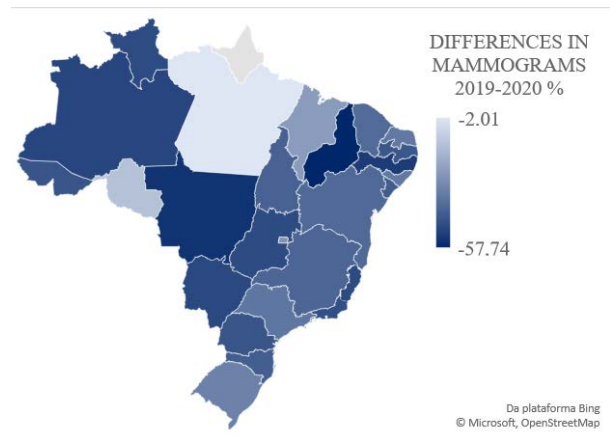 DIFFERENCES IN
MAMMOGRAMS
2019-2020 %
-2.01
-57.74
Da plataforma Bing
© Microsoft, OpenStreetMap